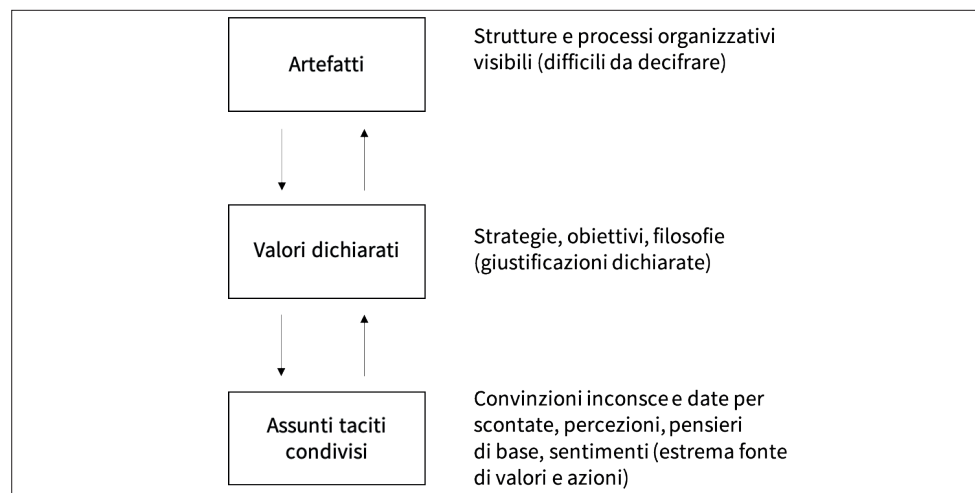 Artefatti
Strutture e processi organizzativi
visibili (difficili da decifrare)
Valori dichiarati
Strategie, obiettivi, filosofie
(giustificazioni dichiarate)
Assunti taciti
condivisi
Convinzioni inconsce e date per
scontate, percezioni, pensieri
di base, sentimenti (estrema fonte
di valori e azioni)